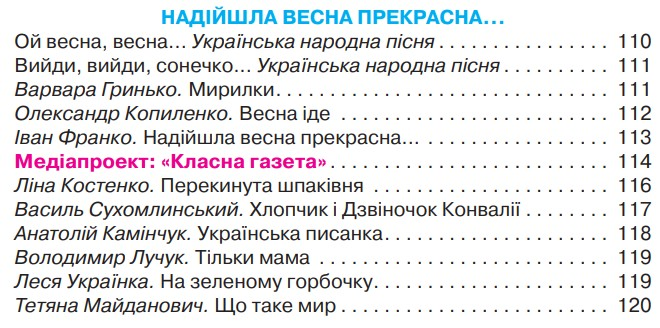 НАДІЙШЛА ВЕСНА ПРЕКРАСНА...
Ой весна, весна... Українська народна пісня . . . . . . . . . . . . . . . . . 110
Вийди, вийди, сонечко... Українська народна пісня . . . . . . . . . . . 111
Варвара Гринько. Мирилки . . . . . . . . . . . . . . . . . . . . . . . . . . . . . . . . 111
Олександр Копиленко. Весна іде . . . . . . . . . . . . . . . . . . . . . . . . . . . 112
Іван Франко. Надійшла весна прекрасна... . . . . . . . . . . . . . . . . . . . 113
Медіапроект: «Класна газета» . . . . . . . . . . . . . . . . . . . . . . . . . . . . 114
Ліна Костенко. Перекинута шпаківня . . . . . . . . . . . . . . . . . . . . . . . . 116
Василь Сухомлинський. Хлопчик і Дзвіночок Конвалії . . . . . . . . . 117
Анатолій Камінчук. Українська писанка . . . . . . . . . . . . . . . . . . . . . . . 118
Володимир Лучук. Тільки мама . . . . . . . . . . . . . . . . . . . . . . . . . . . . . 119
Леся Українка. На зеленому горбочку . . . . . . . . . . . . . . . . . . . . . . . . 119
Тетяна Майданович. Що таке мир . . . . . . . . . . . . . . . . . . . . . . . . . . . 120